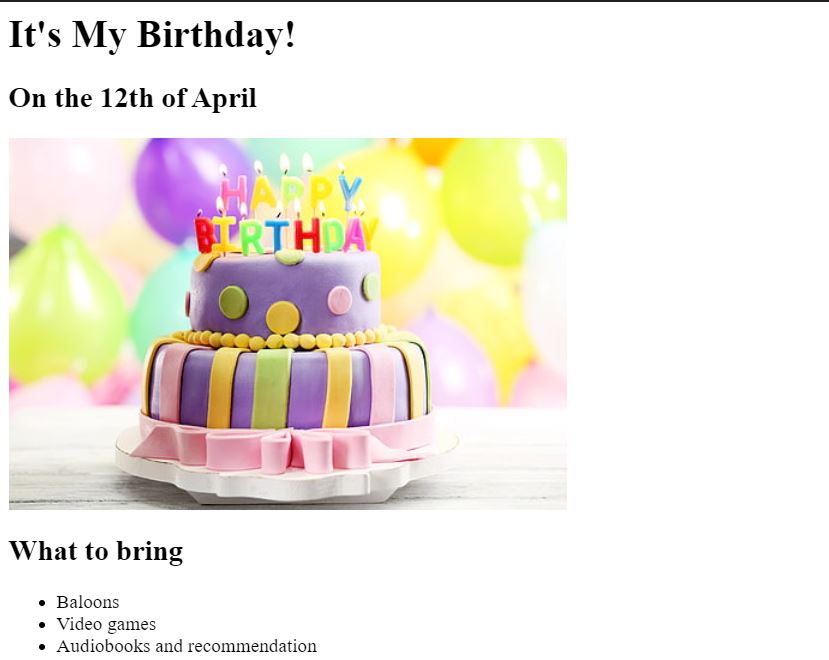 It's My Birthday!
On the 12th of April
HAPPY
BIRTHDAY
What to bring
Baloons
Video games
Audiobooks and recommendation